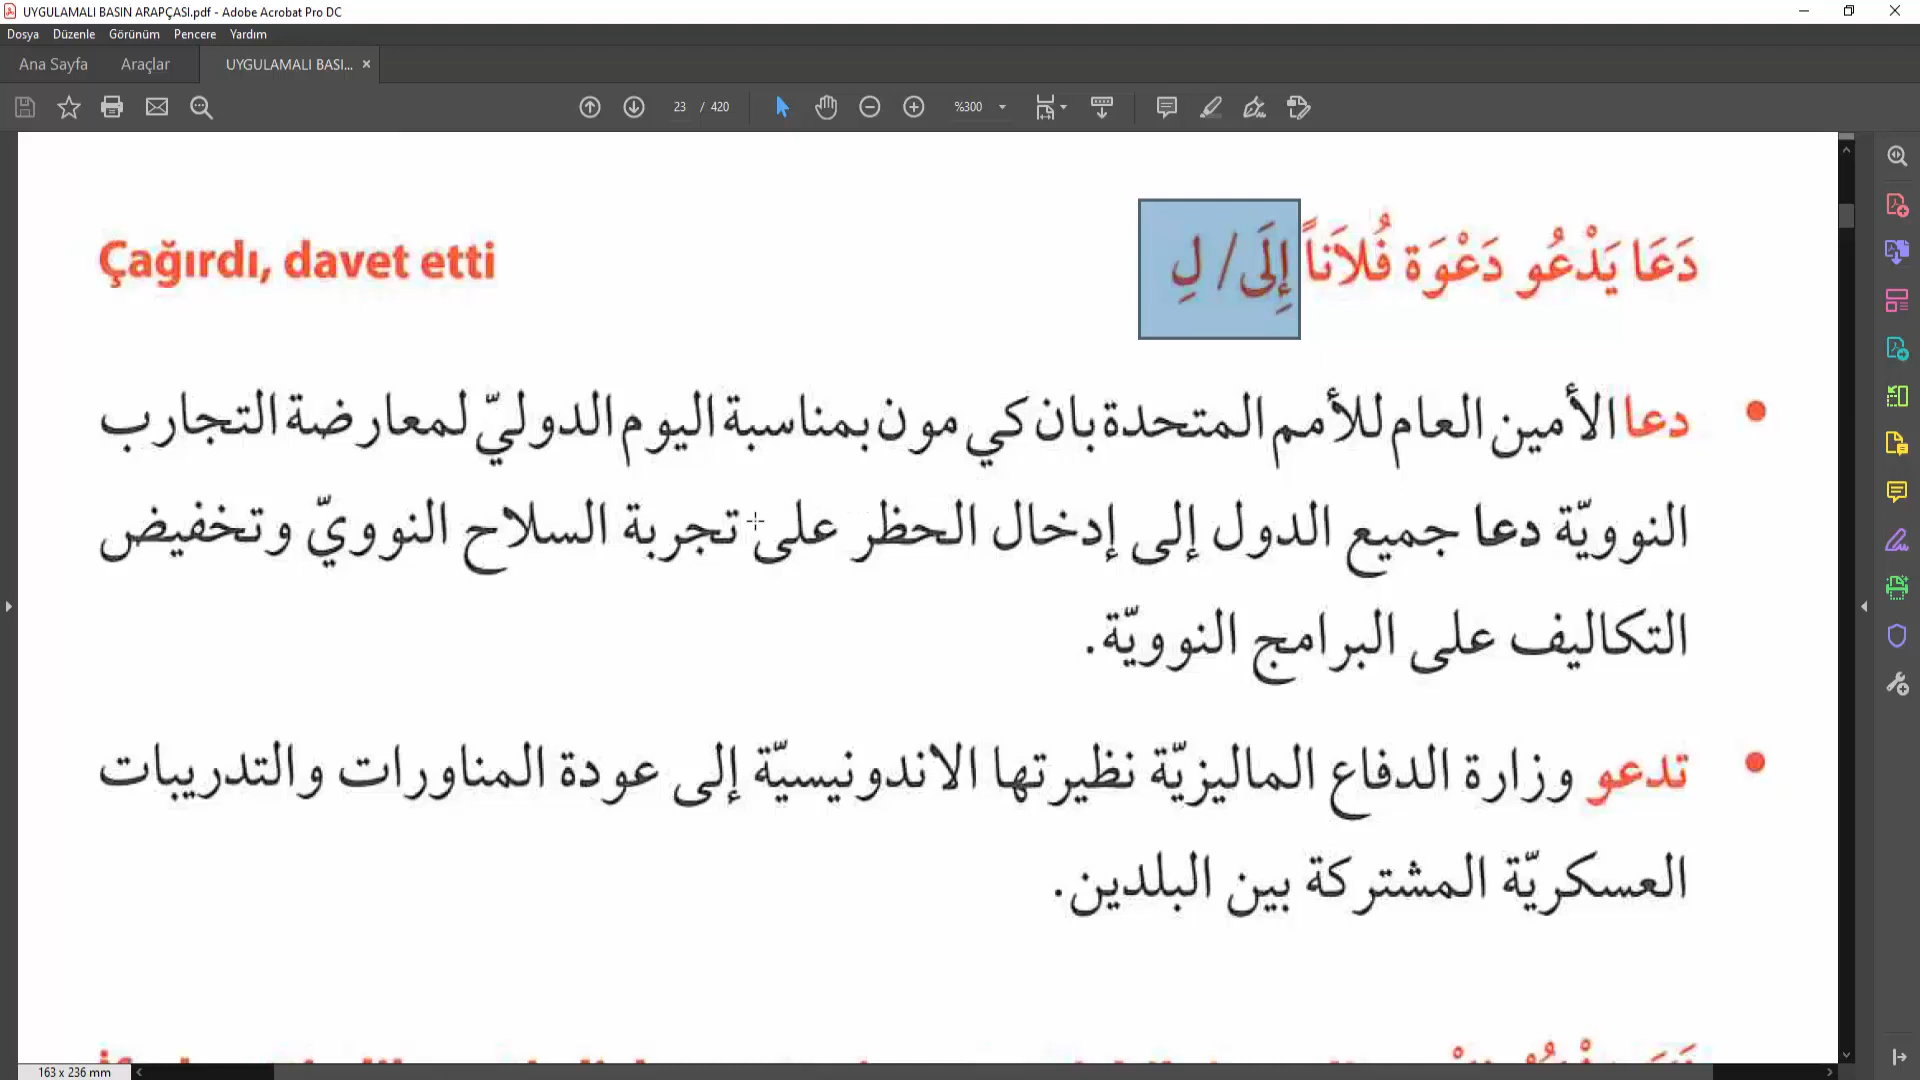 UYGULAMALI BASIN ARAPÇASI.pdf - Adobe Acrobat Pro DC
Dosya Düzenle Görünüm Pencere Yardım
Ana Sayfa Araçlar UYGULAMALI BASI... ×
23 / 420 %300
دَعَا يَدْعُو دَعْوَة فُلاَناً إِلَى/ لِ
Çağırdı, davet etti
• دعا الأمين العام للأمم المتحدة بان كي مون بمناسبة اليوم الدوليّ لمعارضة التجارب
النوويّة دعا جميع الدول إلى إدخال الحظر على تجربة السلاح النوويّ وتخفيض
التكاليف على البرامج النوويّة.
• تدعو وزارة الدفاع الماليزيّة نظيرتها الاندونيسيّة إلى عودة المناورات والتدريبات
العسكريّة المشتركة بين البلدين.
163 x 236 mm